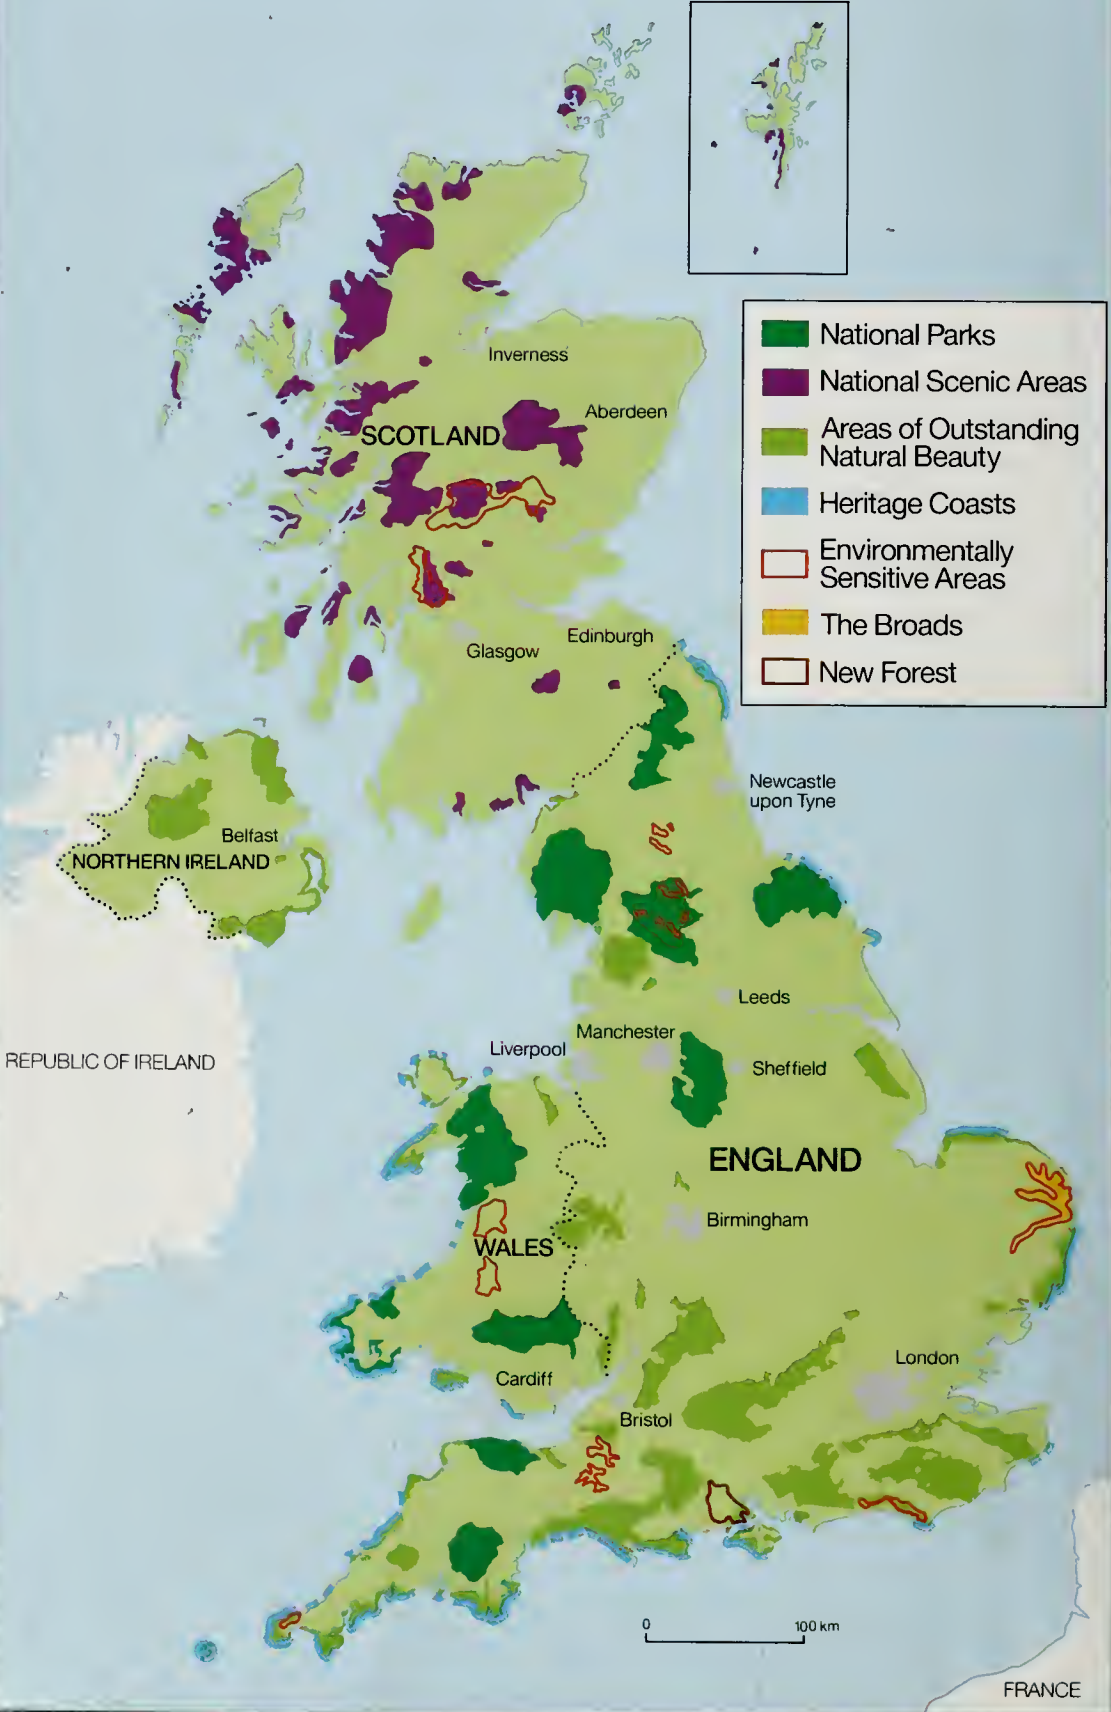 National Parks
National Scenic Areas
Areas of Outstanding
Natural Beauty
Heritage Coasts
Environmentally
Sensitive Areas
The Broads
New Forest
Inverness
Aberdeen
SCOTLAND
Edinburgh
Glasgow
Newcastle
upon Tyne
Belfast
NORTHERN IRELAND
Leeds
Manchester
Liverpool
Sheffield
REPUBLIC OF IRELAND
ENGLAND
Birmingham
WALES
London
Cardiff
Bristol
0 100 km
FRANCE